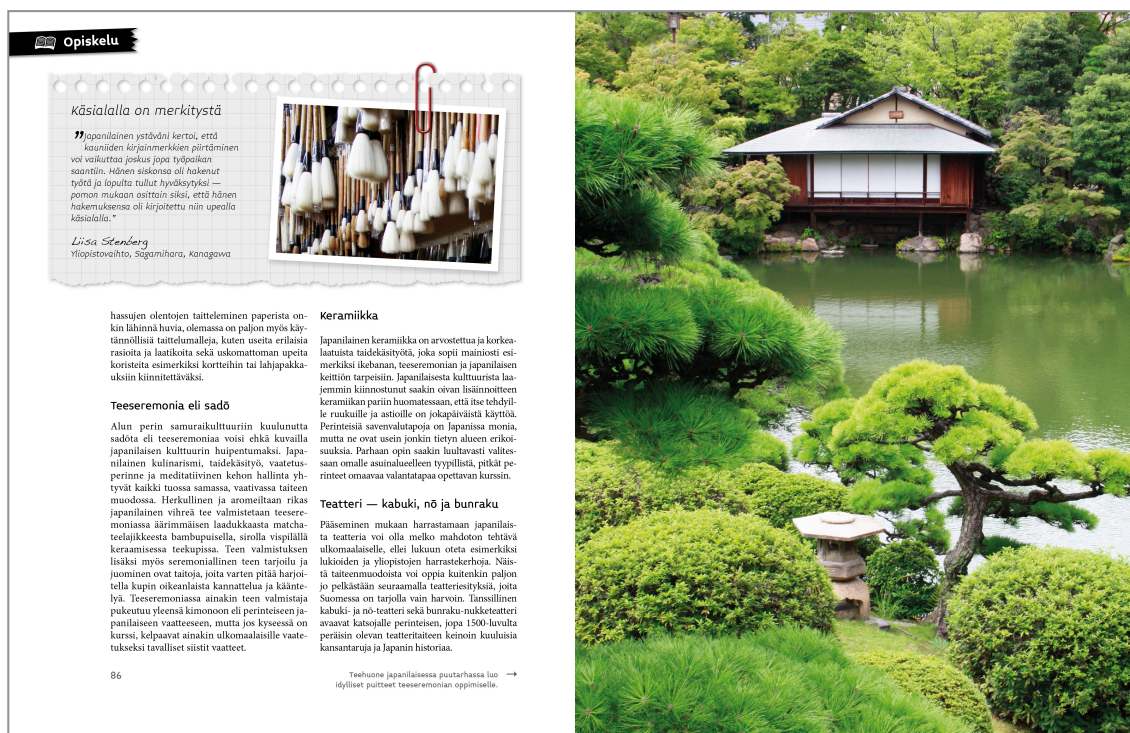 Opiskelu
Käsialalla on merkitystä
"Japanilainen ystäväni kertoi, että
kauniiden kirjainmerkkien piirtäminen
voi vaikuttaa joskus jopa työpaikan
saantiin. Hänen siskonsa oli hakenut
työtä ja lopulta tullut hyväksytyksi —
pomon mukaan osittain siksi, että hänen
hakemuksensa oli kirjoitettu niin upealla
käsialalla."
Liisa Stenberg
Yliopistovaihto, Sagamihara, Kanagawa
hassujen olentojen taitteleminen paperista on-
kin lähinnä huvia, olemassa on paljon myös käy-
tännöllisiä taittelumalleja, kuten useita erilaisia
rasioita ja laatikoita sekä uskomattoman upeita
koristeita esimerkiksi kortteihin tai lahjapakka-
uksiin kiinnitettäväksi.
Teeseremonia eli sadō
Alun perin samuraikulttuuriin kuulunutta
sadōta eli teeseremoniaa voisi ehkä kuvailla
japanilaisen kulttuurin huipentumaksi. Japa-
nilainen kulinarismi, taidekäsityö, vaatetus-
perinne ja meditatiivinen kehon hallinta yh-
tyvät kaikki tuossa samassa, vaativassa taiteen
muodossa. Herkullinen ja aromeiltaan rikas
japanilainen vihreä tee valmistetaan teesere-
moniassa äärimmäisen laadukkaasta matcha-
teelajikkeesta bambupuisella, sirolla vispilällä
keraamisessa teekupissa. Teen valmistuksen
lisäksi myös seremoniallinen teen tarjoilu ja
juominen ovat taitoja, joita varten pitää harjoi-
tella kupin oikeanlaista kannattelua ja käänte-
lyä. Teeseremoniassa ainakin teen valmistaja
pukeutuu yleensä kimonoon eli perinteiseen ja-
panilaiseen vaatteeseen, mutta jos kyseessä on
kurssi, kelpaavat ainakin ulkomaalaisille vaate-
tukseksi tavalliset siistit vaatteet.
Keramiikka
Japanilainen keramiikka on arvostettua ja korkea-
laatuista taidekäsityötä, joka sopii mainiosti esi-
merkiksi ikebanan, teeseremonian ja japanilaisen
keittiön tarpeisiin. Japanilaisesta kulttuurista laa-
jemmin kiinnostunut saakin oivan lisäinnoitteen
keramiikan pariin huomatessaan, että itse tehdyil-
le ruukuille ja astioille on jokapäiväistä käyttöä.
Perinteisiä savenvalutapoja on Japanissa monia,
mutta ne ovat usein jonkin tietyn alueen erikoi-
suuksia. Parhaan opin saakin luultavasti valites-
saan omalle asuinalueelleen tyypillistä, pitkät pe-
rinteet omaavaa valantatapaa opettavan kurssin.
Teatteri — kabuki, nō ja bunraku
Pääseminen mukaan harrastamaan japanilais-
ta teatteria voi olla melko mahdoton tehtävä
ulkomaalaiselle, ellei lukuun oteta esimerkiksi
lukioiden ja yliopistojen harrastekerhoja. Näis-
tä taiteenmuodoista voi oppia kuitenkin paljon
jo pelkästään seuraamalla teatteriesityksiä, joita
Suomessa on tarjolla vain harvoin. Tanssillinen
kabuki- ja nō-teatteri sekä bunraku-nukketeatteri
avaavat katsojalle perinteisen, jopa 1500-luvulta
peräisin olevan teatteritaiteen keinoin kuuluisia
kansantaruja ja Japanin historiaa.
86
Teehuone japanilaisessa puutarhassa luo →
idylliset puitteet teeseremonian oppimiselle.